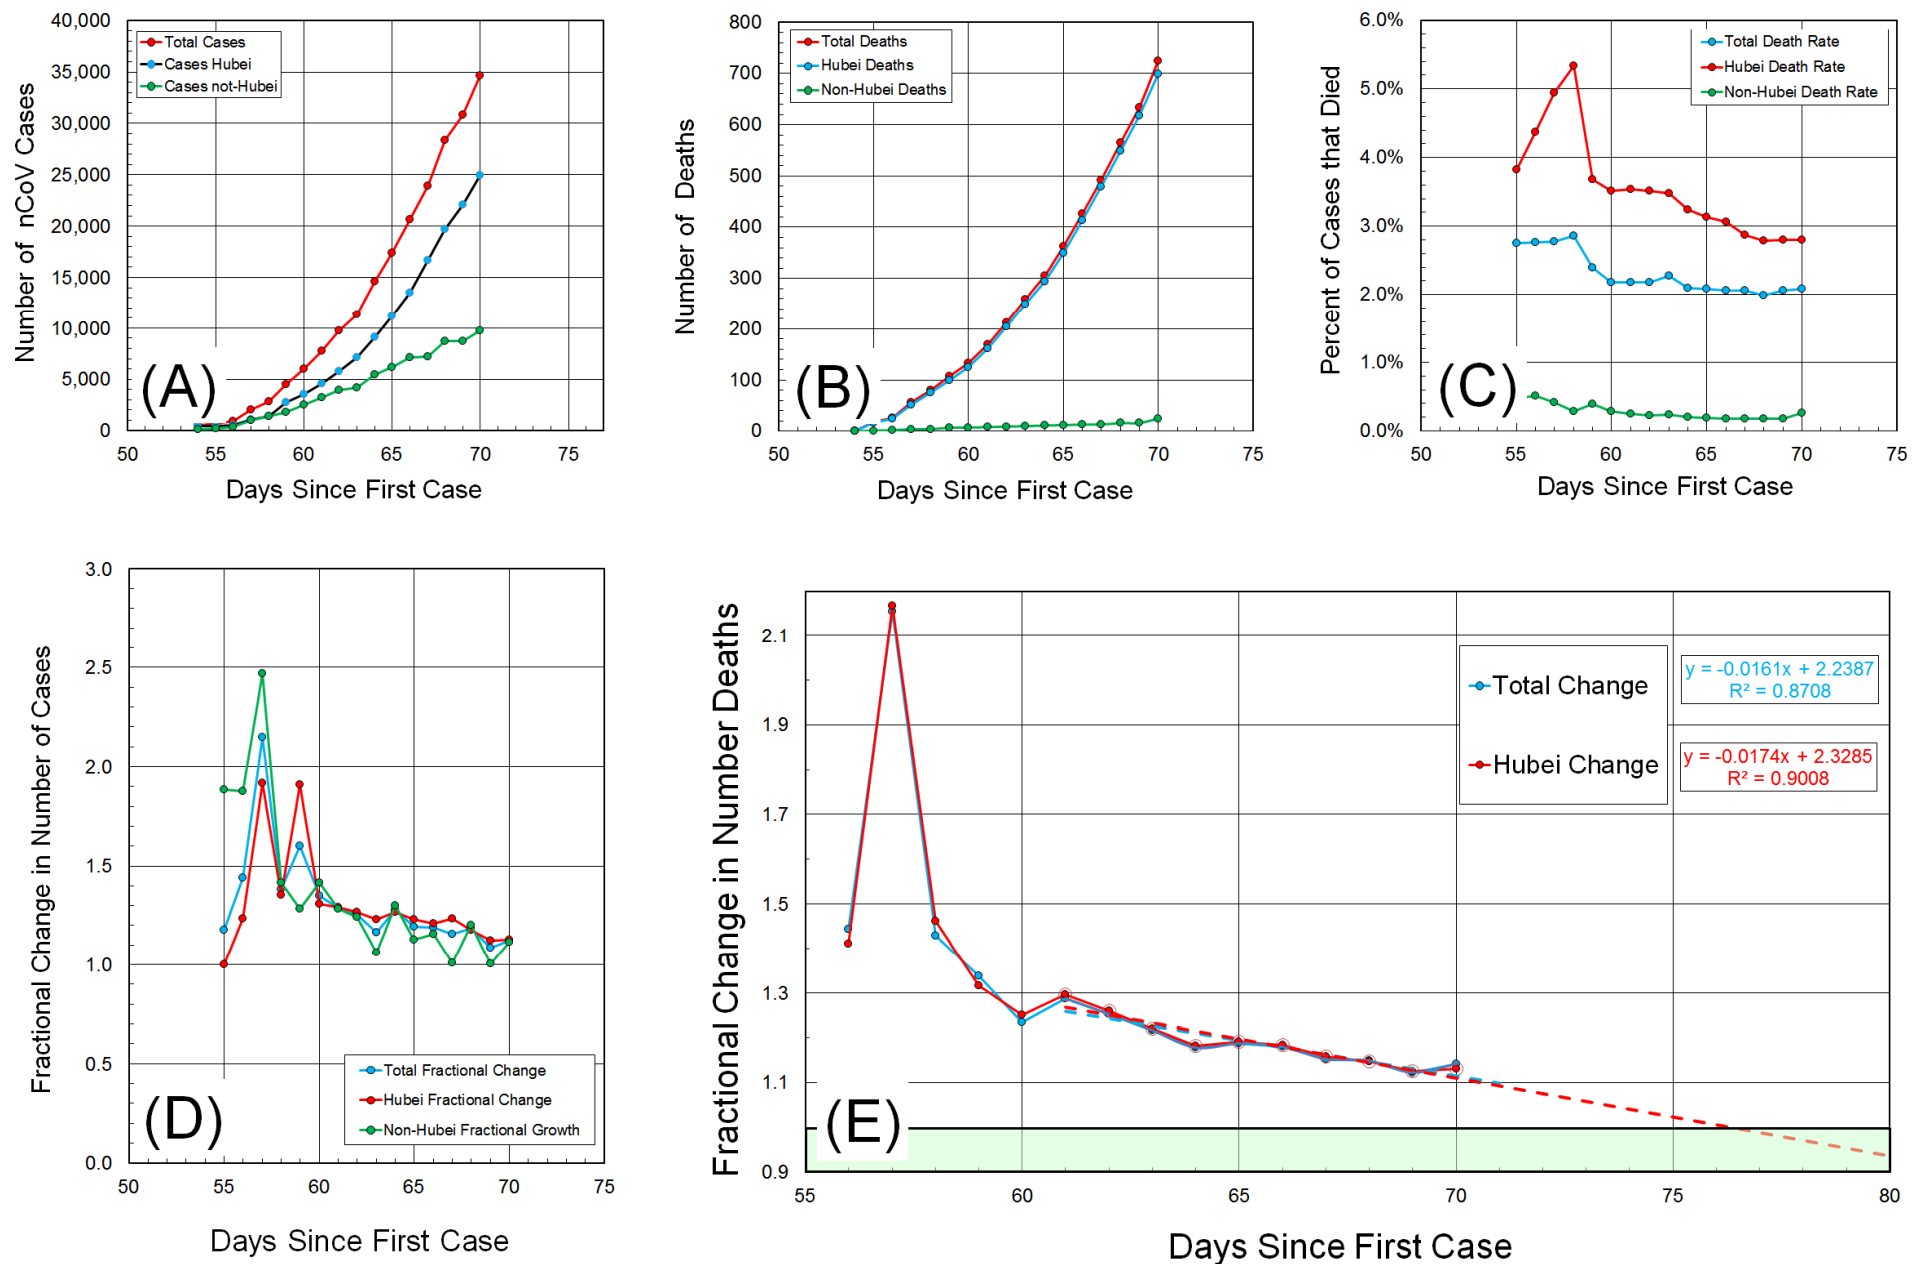 Number of nCoV Cases
40,000
35,000
30,000
25,000
20,000
15,000
10,000
5,000
0
Total Cases
Cases Hubei
Cases not-Hubei
(A)
50 55 60 65 70 75
Days Since First Case
Number of Deaths
800
700
600
500
400
300
200
100
0
Total Deaths
Hubei Deaths
Non-Hubei Deaths
(B)
50 55 60 65 70 75
Days Since First Case
Percent of Cases that Died
6.0%
5.0%
4.0%
3.0%
2.0%
1.0%
0.0%
Total Death Rate
Hubei Death Rate
Non-Hubei Death Rate
(C)
50 55 60 65 70 75
Days Since First Case
Fractional Change in Number of Cases
3.0
2.5
2.0
1.5
1.0
0.5
0.0
Total Fractional Change
Hubei Fractional Change
Non-Hubei Fractional Growth
(D)
50 55 60 65 70 75
Days Since First Case
Fractional Change in Number Deaths
2.1
1.9
1.7
1.5
1.3
1.1
0.9
Total Change
Hubei Change
y = -0.0161x + 2.2387
R² = 0.8708
y = -0.0174x + 2.3285
R² = 0.9008
(E)
55 60 65 70 75 80
Days Since First Case